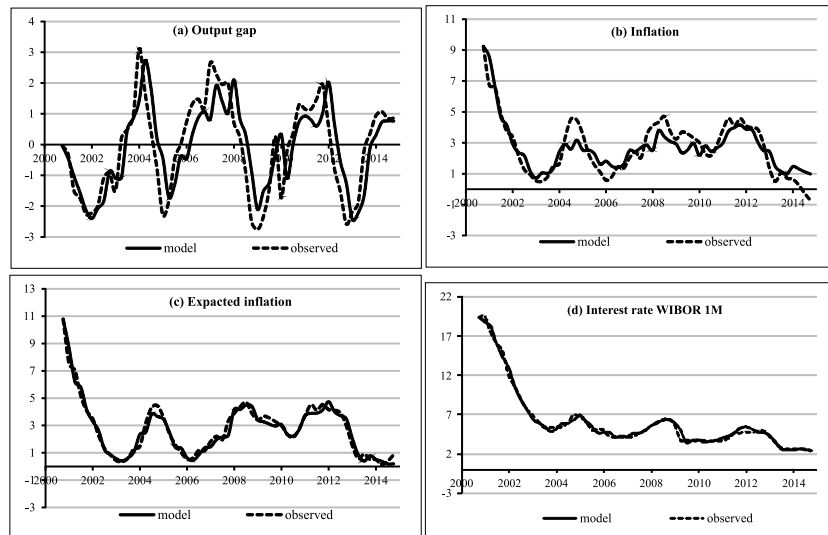 (a) Output gap
4
3
2
1
0
-1
-2
-3
2000 2002 2004 2006 2008 2010 2012 2014
model observed
(b) Inflation
11
9
7
5
3
1
-1
-3
2000 2002 2004 2006 2008 2010 2012 2014
model observed
(c) Expacted inflation
13
11
9
7
5
3
1
-1
-3
2000 2002 2004 2006 2008 2010 2012 2014
model observed
(d) Interest rate WIBOR 1M
22
17
12
7
2
-3
2000 2002 2004 2006 2008 2010 2012 2014
model observed